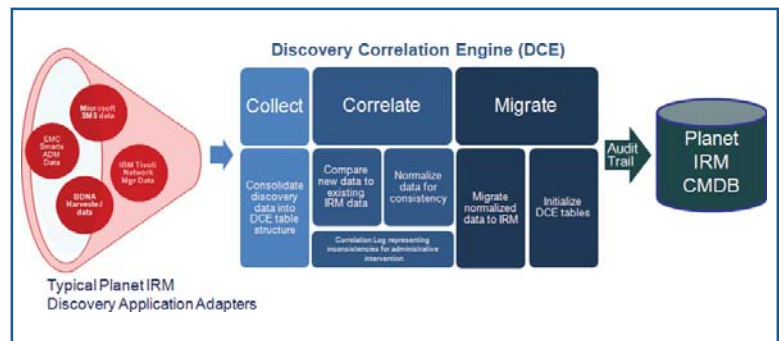 Discovery Correlation Engine (DCE)
Microsoft
SMS data
EMC
Smarts
ADM
Data
IBM Tivoli
Network
Mgr Data
BDNA
Harvested
data
Typical Planet IRM
Discovery Application Adapters
Collect
Correlate
Migrate
Consolidate
discovery
data into
DCE table
structure
Compare
new data to
existing
IRM data
Normalize
data for
consistency
Correlation Log representing
inconsistencies for administrative
intervention
Migrate
normalized
data to IRM
Initialize
DCE tables
Audit
Trail
Planet
IRM
CMDB